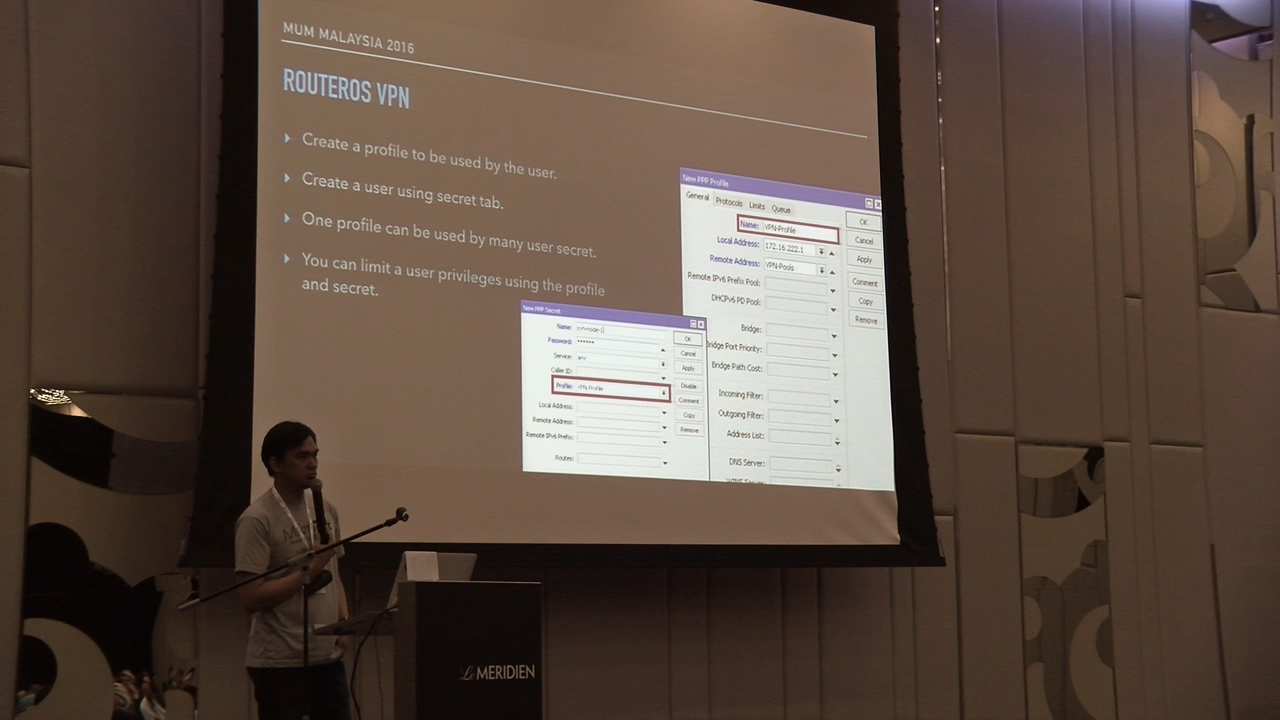 MUM MALAYSIA 2016
ROUTEROS VPN
Create a profile to be used by the user.
Create a user using secret tab.
One profile can be used by many user secret.
You can limit a user privileges using the profile
and secret.
New PPP Profile
General Protocols Limits Queue
Name: VPN-Profile
Local Address: 172.16.222.1
Remote Address: VPN-Pools
Remote IPv6 Prefix Pool:
DHCPv6 PD Pool:
Bridge:
Bridge Port Priority:
Bridge Path Cost:
Incoming Filter:
Outgoing Filter:
Address List:
DNS Server:
OK
Cancel
Apply
Comment
Copy
Remove
New PPP Secret
Name:
Password: ******
Service: any
Caller ID:
Profile: VPN-Profile
Local Address:
Remote Address:
Remote IPv6 Prefix:
Routes:
OK
Cancel
Apply
Disable
Comment
Copy
Remove
Le MERIDIEN